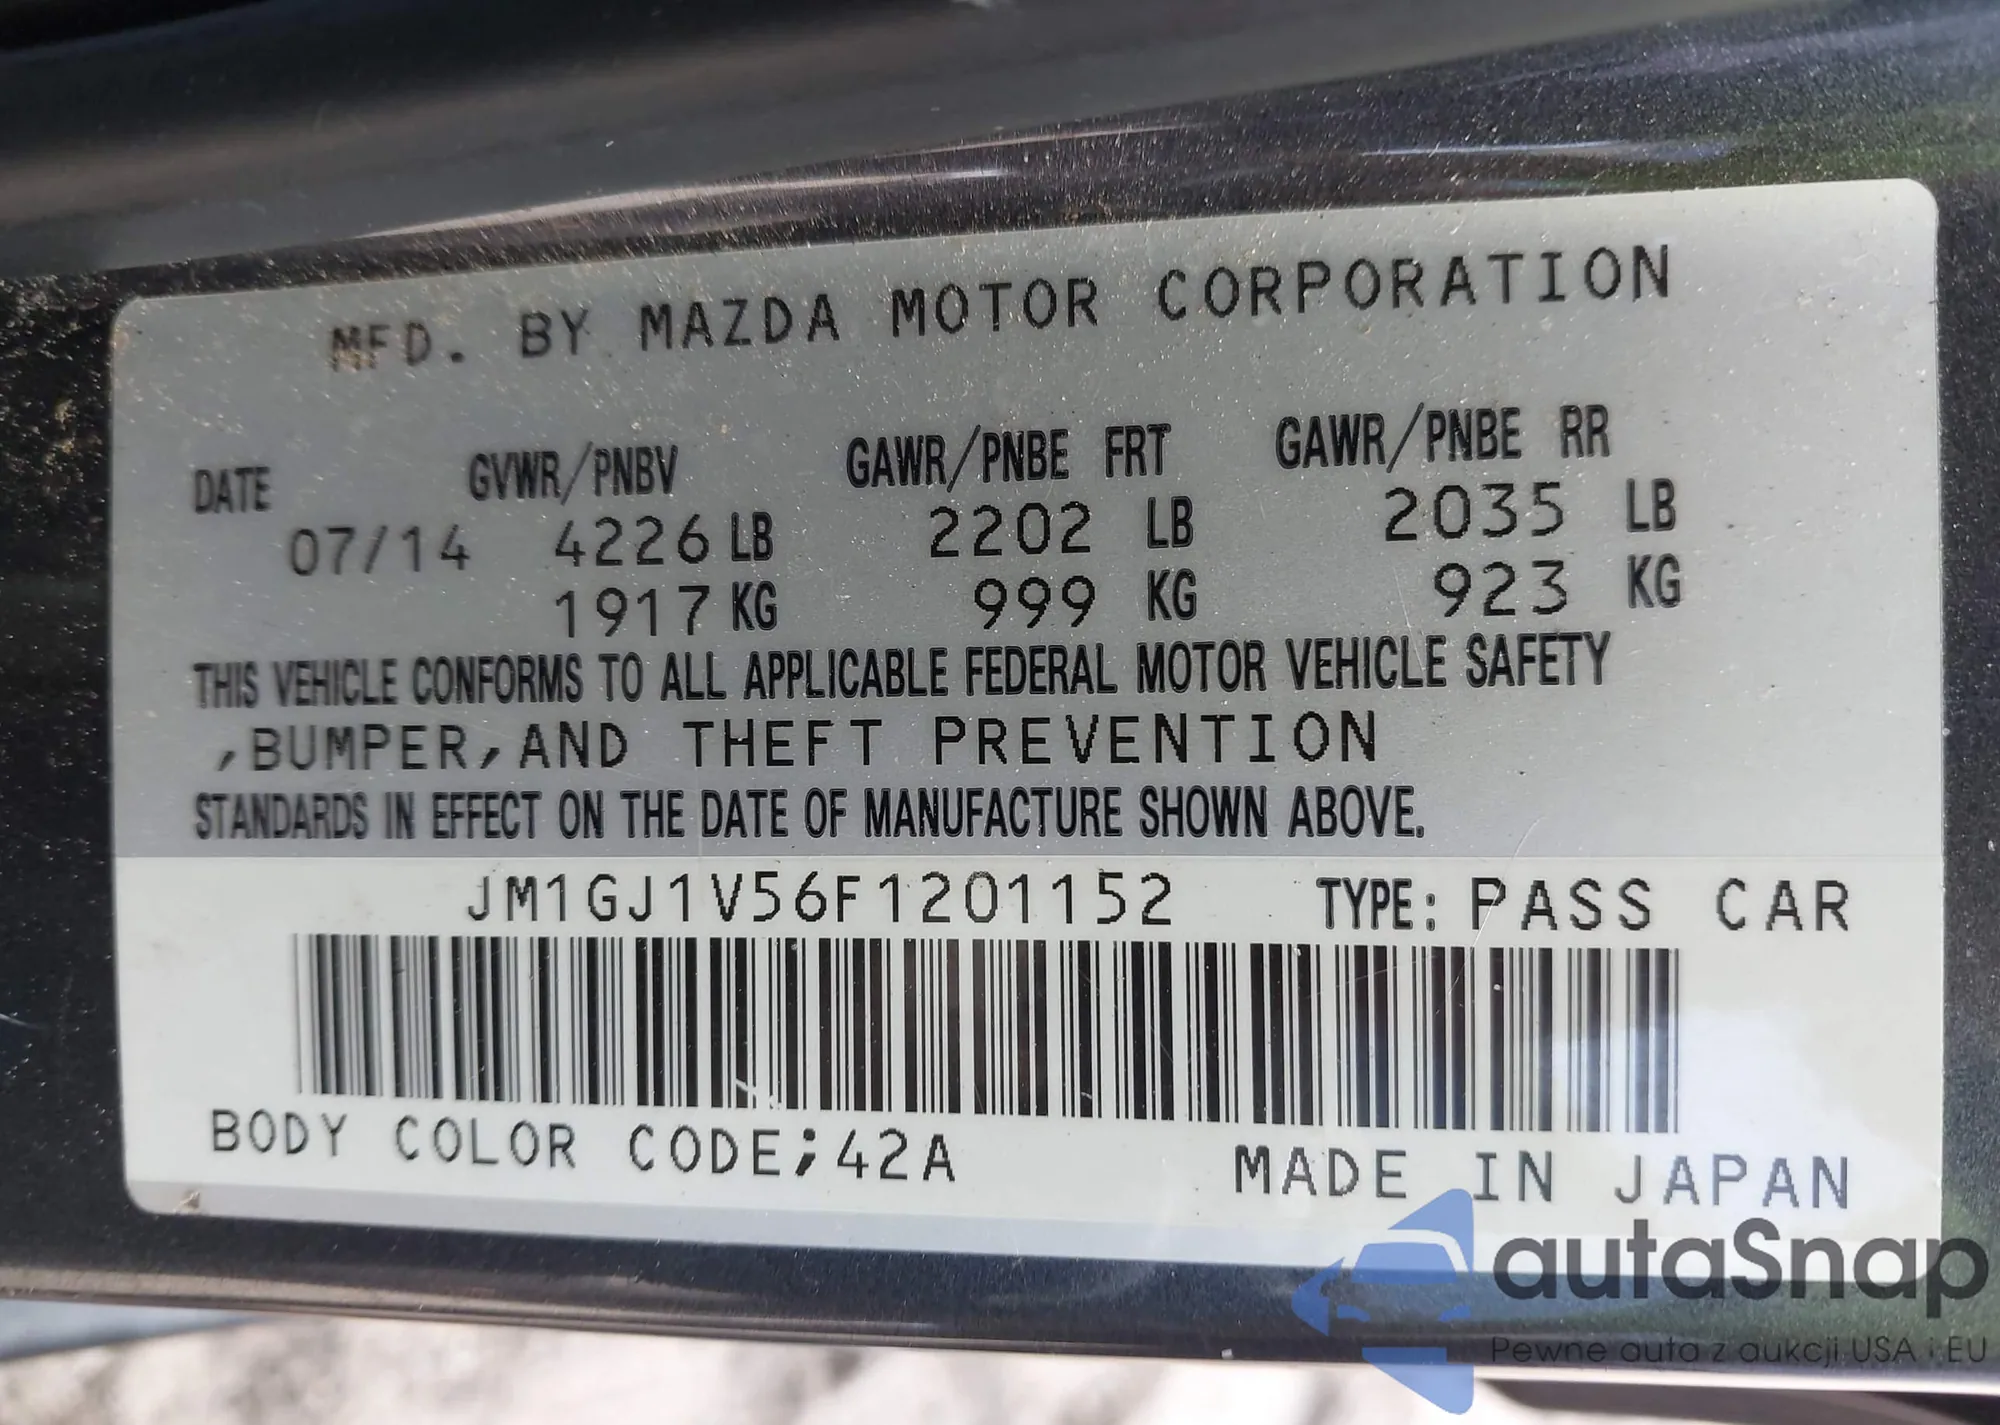 MFD. BY MAZDA MOTOR CORPORATION
DATE GVWR/PNBV GAWR/PNBE FRT GAWR/PNBE RR
07/14 4226 LB 2202 LB 2035 LB
1917 KG 999 KG 923 KG
THIS VEHICLE CONFORMS TO ALL APPLICABLE FEDERAL MOTOR VEHICLE SAFETY
,BUMPER,AND THEFT PREVENTION
STANDARDS IN EFFECT ON THE DATE OF MANUFACTURE SHOWN ABOVE.
JM1GJ1V56F1201152 TYPE: PASS CAR
BODY COLOR CODE;42A
MADE IN JAPAN
autaSnap
Pewne auta z aukcji USA i EU